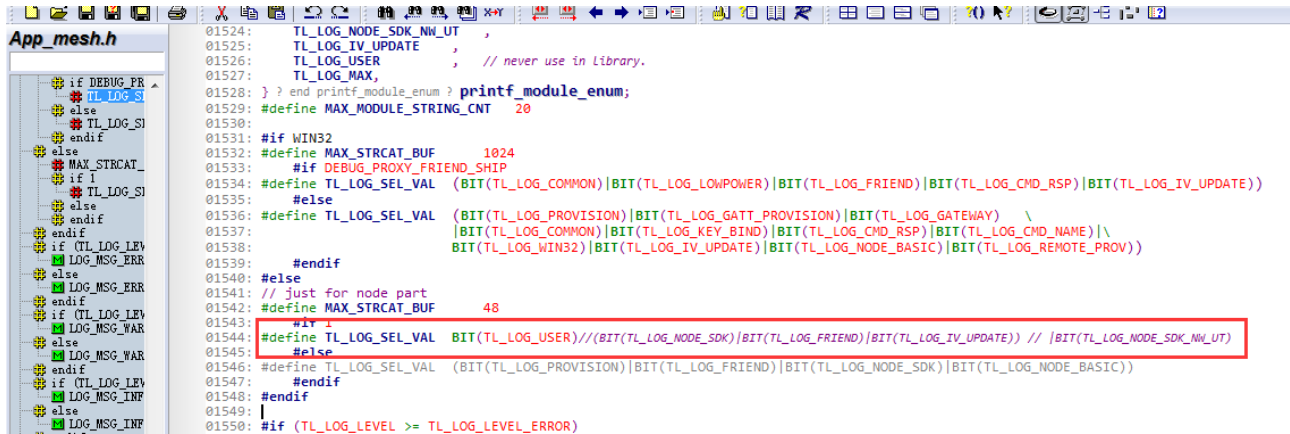 App_mesh.h
if DEBUG_PR
TL_LOG_SI
else
TL_LOG_SI
endif
else
MAX_STRCAT_
if 1
TL_LOG_SI
else
TL_LOG_SI
endif
endif
if (TL_LOG_LEV
LOG_MSG_ERR
else
LOG_MSG_ERR
endif
if (TL_LOG_LEV
LOG_MSG_WAR
else
LOG_MSG_WAR
endif
if (TL_LOG_LEV
LOG_MSG_INF
else
LOG_MSG_INF
01524: TL_LOG_NODE_SDK_NW_UT ,
01525: TL_LOG_IV_UPDATE ,
01526: TL_LOG_USER , // never use in library.
01527: TL_LOG_MAX,
01528: } ? end printf_module_enum ? printf_module_enum;
01529: #define MAX_MODULE_STRING_CNT 20
01530:
01531: #if WIN32
01532: #define MAX_STRCAT_BUF 1024
01533: #if DEBUG_PROXY_FRIEND_SHIP
01534: #define TL_LOG_SEL_VAL (BIT(TL_LOG_COMMON)|BIT(TL_LOG_LOWPOWER)|BIT(TL_LOG_FRIEND)|BIT(TL_LOG_CMD_RSP)|BIT(TL_LOG_IV_UPDATE))
01535: #else
01536: #define TL_LOG_SEL_VAL (BIT(TL_LOG_PROVISION)|BIT(TL_LOG_GATT_PROVISION)|BIT(TL_LOG_GATEWAY) \
01537: |BIT(TL_LOG_COMMON)|BIT(TL_LOG_KEY_BIND)|BIT(TL_LOG_CMD_RSP)|BIT(TL_LOG_CMD_NAME)|\
01538: BIT(TL_LOG_WIN32)|BIT(TL_LOG_IV_UPDATE)|BIT(TL_LOG_NODE_BASIC)|BIT(TL_LOG_REMOTE_PROV))
01539: #endif
01540: #else
01541: // just for node part
01542: #define MAX_STRCAT_BUF 48
01543: #if 1
01544: #define TL_LOG_SEL_VAL BIT(TL_LOG_USER)//(BIT(TL_LOG_NODE_SDK)|BIT(TL_LOG_FRIEND)|BIT(TL_LOG_IV_UPDATE)) // |BIT(TL_LOG_NODE_SDK_NW_UT)
01545: #else
01546: #define TL_LOG_SEL_VAL (BIT(TL_LOG_PROVISION)|BIT(TL_LOG_FRIEND)|BIT(TL_LOG_NODE_SDK)|BIT(TL_LOG_NODE_BASIC))
01547: #endif
01548: #endif
01549:
01550: #if (TL_LOG_LEVEL >= TL_LOG_LEVEL_ERROR)